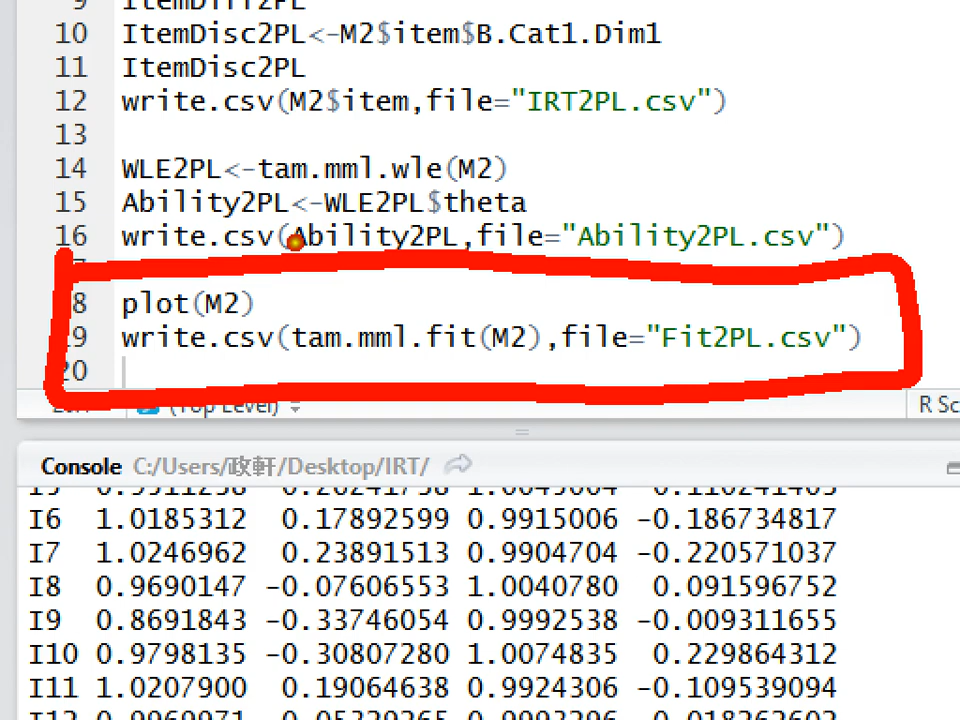 9 ItemDiff2PL
10 ItemDisc2PL<-M2$item$B.Cat1.Dim1
11 ItemDisc2PL
12 write.csv(M2$item,file="IRT2PL.csv")
13
14 WLE2PL<-tam.mml.wle(M2)
15 Ability2PL<-WLE2PL$theta
16 write.csv(Ability2PL,file="Ability2PL.csv")
8 plot(M2)
9 write.csv(tam.mml.fit(M2),file="Fit2PL.csv")
20
(Top Level)
R Sc
Console C:/Users/政軒/Desktop/IRT/
I6 1.0185312 0.17892599 0.9915006 -0.186734817
I7 1.0246962 0.23891513 0.9904704 -0.220571037
I8 0.9690147 -0.07606553 1.0040780 0.091596752
I9 0.8691843 -0.33746054 0.9992538 -0.009311655
I10 0.9798135 -0.30807280 1.0074835 0.229864312
I11 1.0207900 0.19064638 0.9924306 -0.109539094